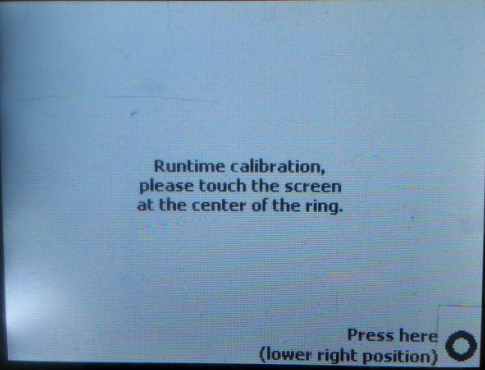 Runtime calibration,
please touch the screen
at the center of the ring.
Press here
(lower right position)